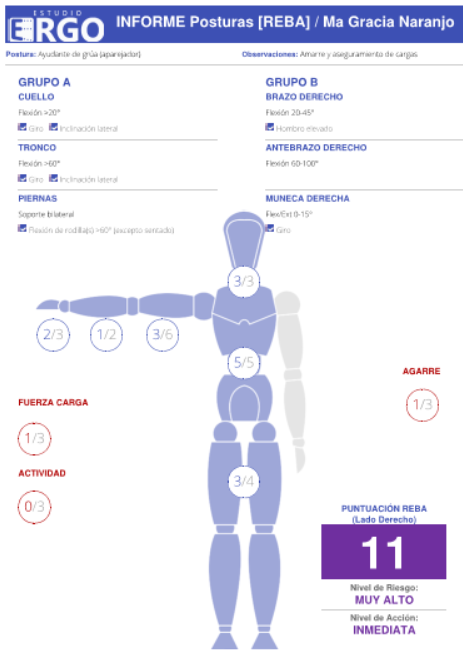 ESTUDIO
ERGO
INFORME Posturas [REBA] / Ma Gracia Naranjo
Postura: Ayudante de grúa (aparejador)
Observaciones: Amarre y aseguramiento de cargas
GRUPO A
CUELLO
Flexión >20°
Giro Inclinación lateral
TRONCO
Flexión >60°
Giro Inclinación lateral
PIERNAS
Soporte bilateral
Flexión de rodilla(s) >60° (excepto sentado)
GRUPO B
BRAZO DERECHO
Flexión 20-45°
Hombro elevado
ANTEBRAZO DERECHO
Flexión 60-100°
MUNECA DERECHA
Flex/Ext 0-15°
Giro
3/3
2/3 1/2 3/6
5/5
AGARRE
1/3
FUERZA CARGA
1/3
ACTIVIDAD
0/3
3/4
PUNTUACIÓN REBA
(Lado Derecho)
11
Nivel de Riesgo:
MUY ALTO
Nivel de Acción:
INMEDIATA